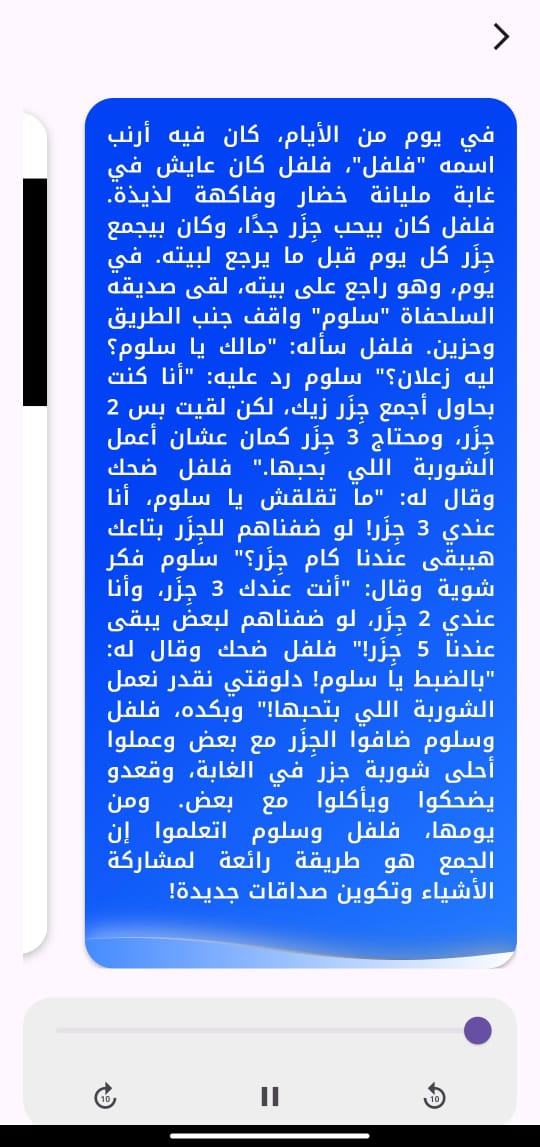 في يوم من الأيام، كان فيه أرنب
اسمه "فلفل"، فلفل كان عايش في
غابة مليانة خضار وفاكهة لذيذة.
فلفل كان بيحب جِزَر جدًا، وكان بيجمع
جِزَر كل يوم قبل ما يرجع لبيته. في
يوم، وهو راجع على بيته، لقى صديقه
السلحفاة "سلوم" واقف جنب الطريق
وحزين. فلفل سأله: "مالك يا سلوم؟
ليه زعلان؟" سلوم رد عليه: "أنا كنت
بحاول أجمع جِزَر زيك، لكن لقيت بس 2
جِزَر، ومحتاج 3 جِزَر كمان عشان أعمل
الشوربة اللي بحبها." فلفل ضحك
وقال له: "ما تقلقش يا سلوم، أنا
عندي 3 جِزَر! لو ضفناهم للجِزَر بتاعك
هيبقى عندنا كام جِزَر؟" سلوم فكر
شوية وقال: "أنت عندك 3 جِزَر، وأنا
عندي 2 جِزَر، لو ضفناهم لبعض يبقى
عندنا 5 جِزَر!" فلفل ضحك وقال له:
"بالضبط يا سلوم! دلوقتي نقدر نعمل
الشوربة اللي بتحبها!" وبكده، فلفل
وسلوم ضافوا الجِزَر مع بعض وعملوا
أحلى شوربة جزر في الغابة، وقعدو
يضحكوا ويأكلوا مع بعض. ومن
يومها، فلفل وسلوم اتعلموا إن
الجمع هو طريقة رائعة لمشاركة
الأشياء وتكوين صداقات جديدة!
10 10